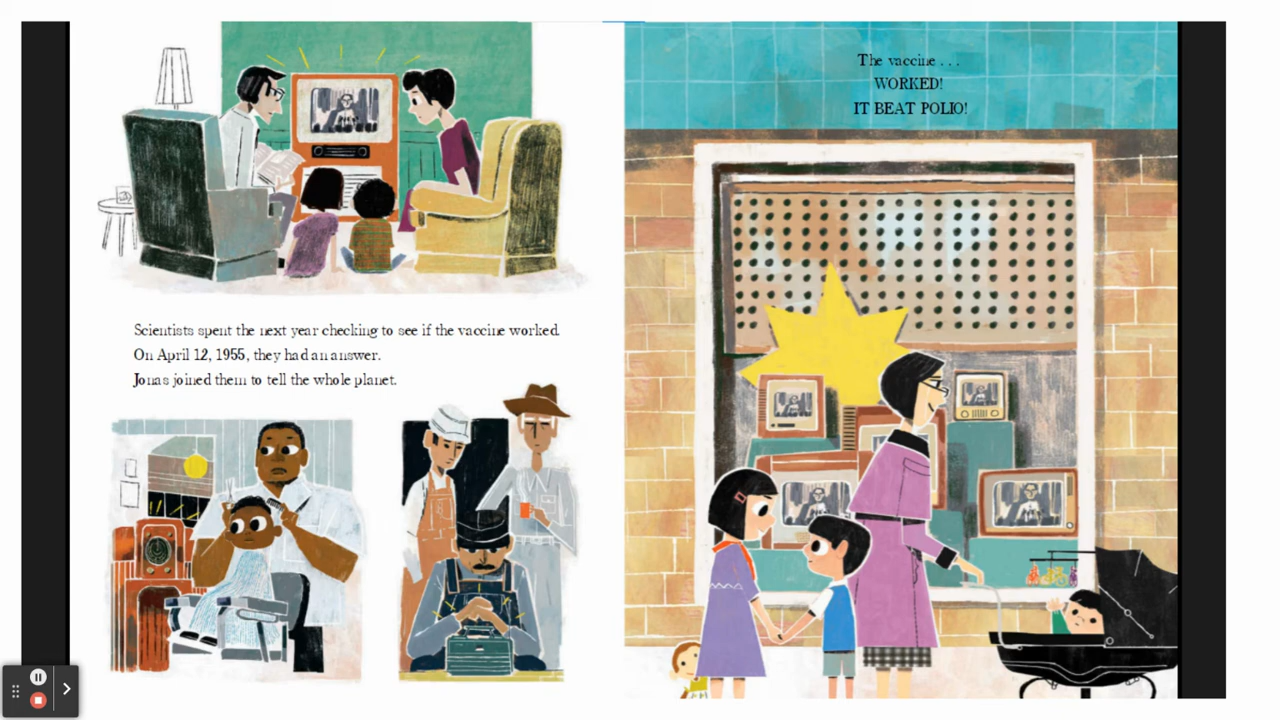 Scientists spent the next year checking to see if the vaccine worked.
On April 12, 1955, they had an answer.
Jonas joined them to tell the whole planet.
The vaccine . . .
WORKED!
IT BEAT POLIO!